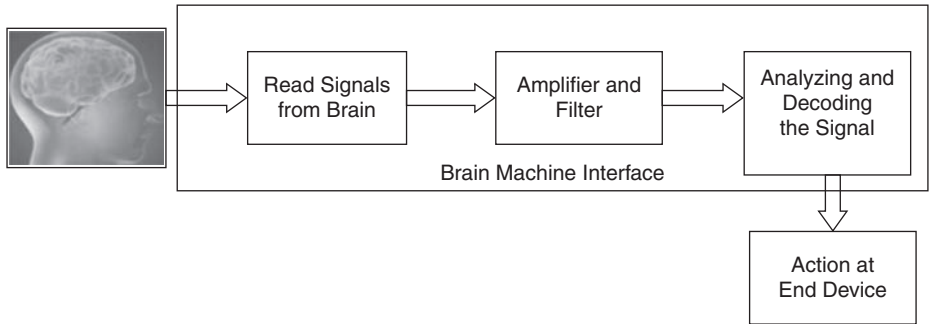 Read Signals
from Brain
Amplifier and
Filter
Analyzing and
Decoding
the Signal
Brain Machine Interface
Action at
End Device